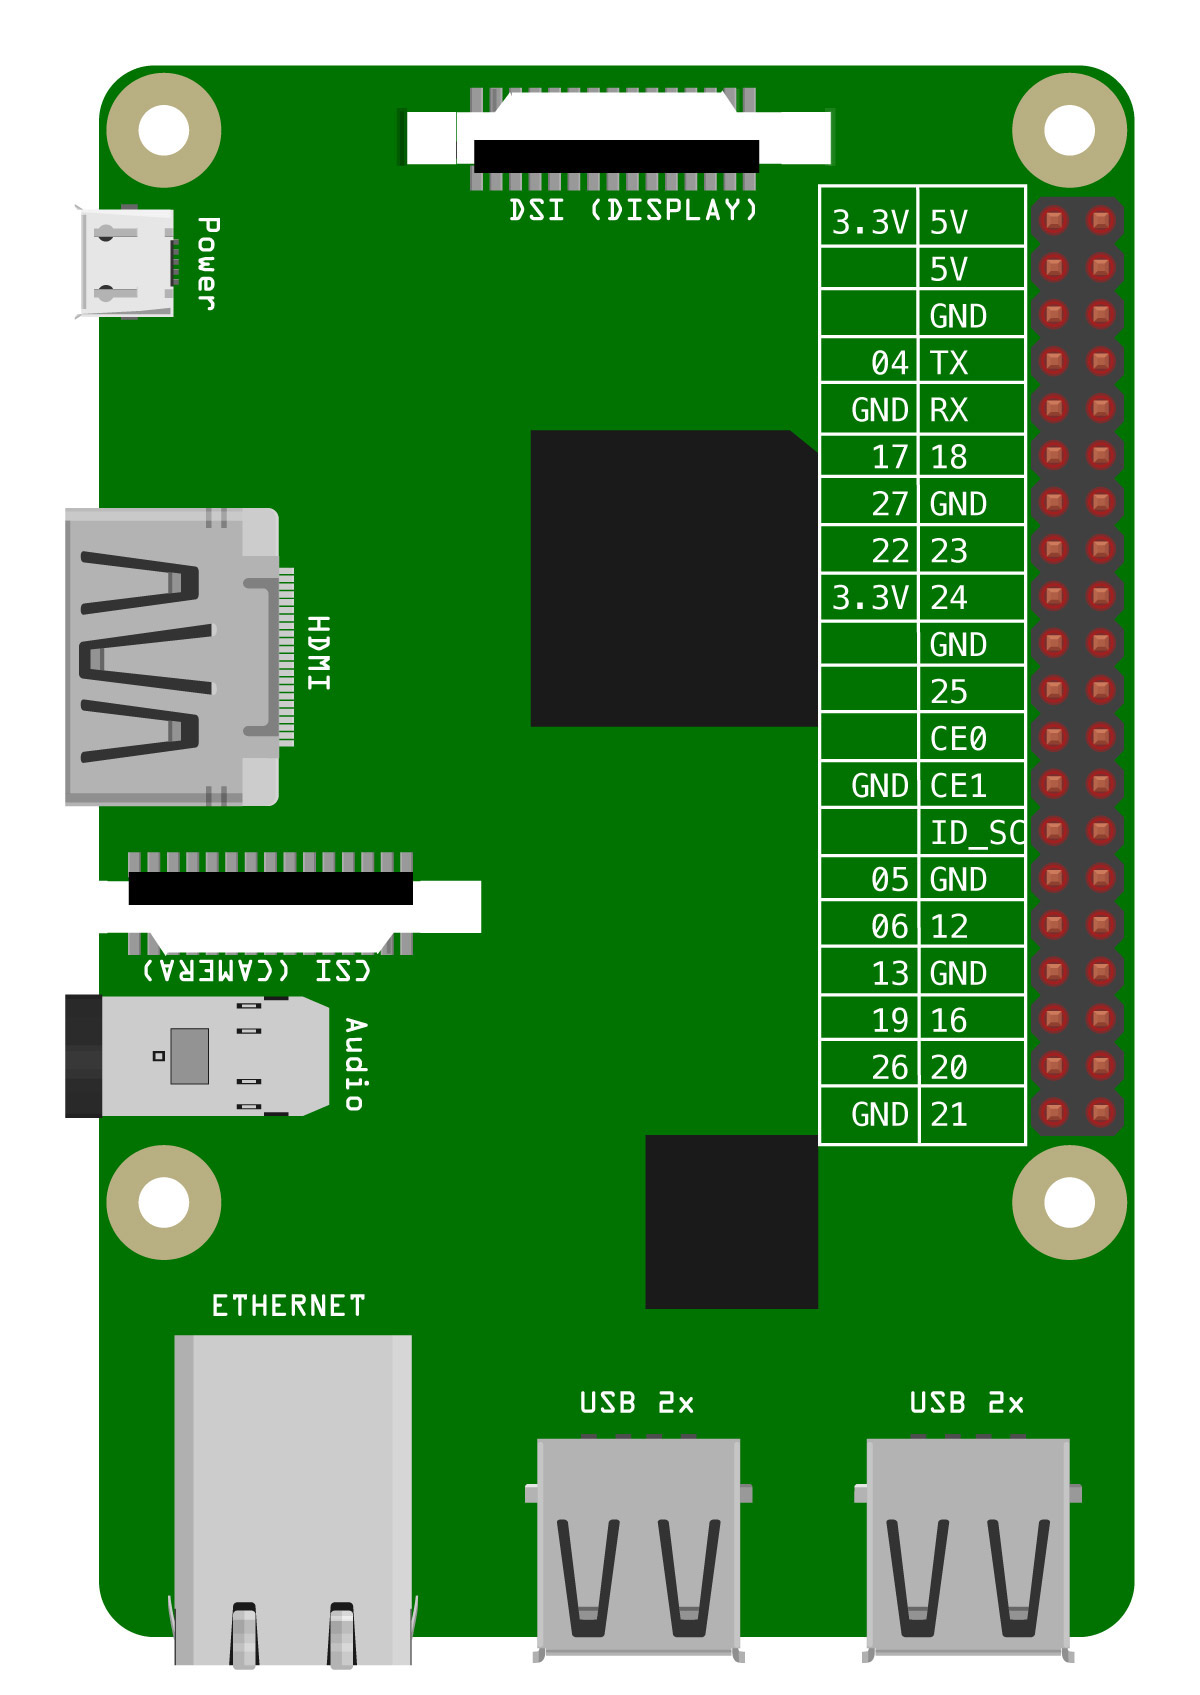 DSI (DISPLAY)
Power
3.3V 5V
5V
GND
04 TX
GND RX
17 18
27 GND
22 23
3.3V 24
GND
25
CE0
GND CE1
ID_SC
05 GND
06 12
13 GND
19 16
26 20
GND 21
HDMI
CSI (CAMERA)
Audio
ETHERNET
USB 2x
USB 2x